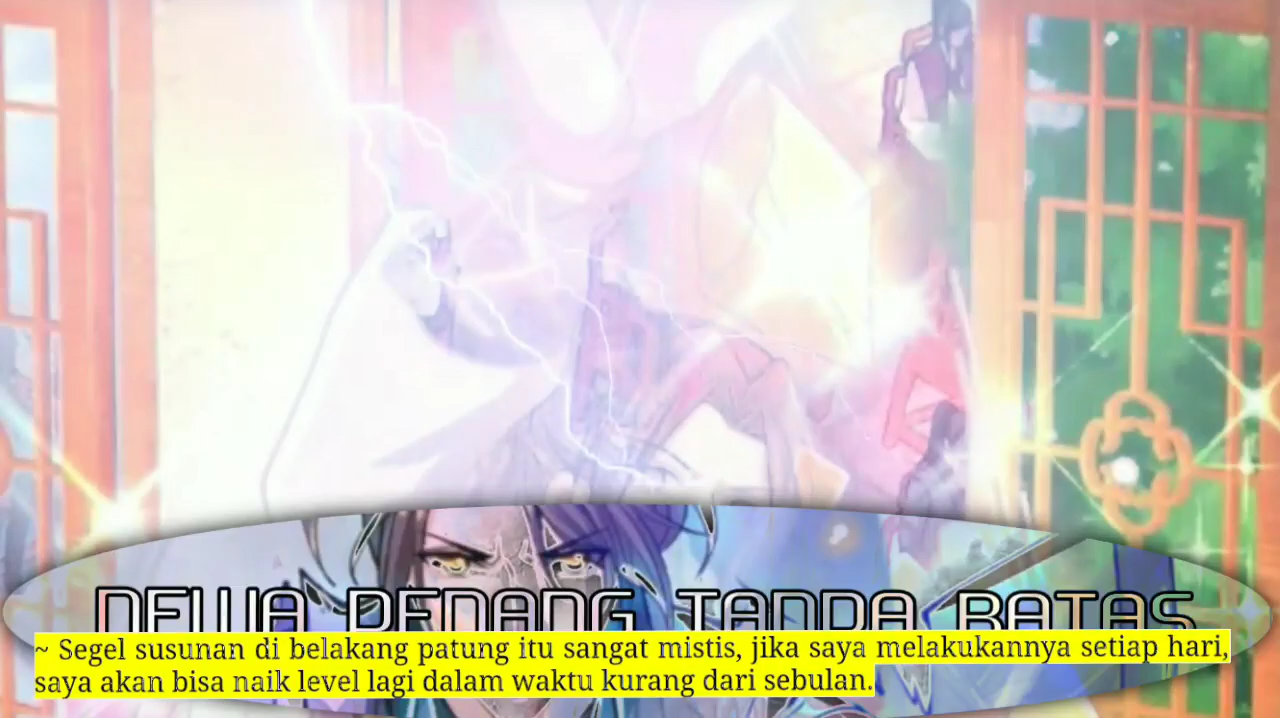 DEWA PEDANG TANPA BATAS
~ Segel susunan di belakang patung itu sangat mistis, jika saya melakukannya setiap hari,
saya akan bisa naik level lagi dalam waktu kurang dari sebulan.